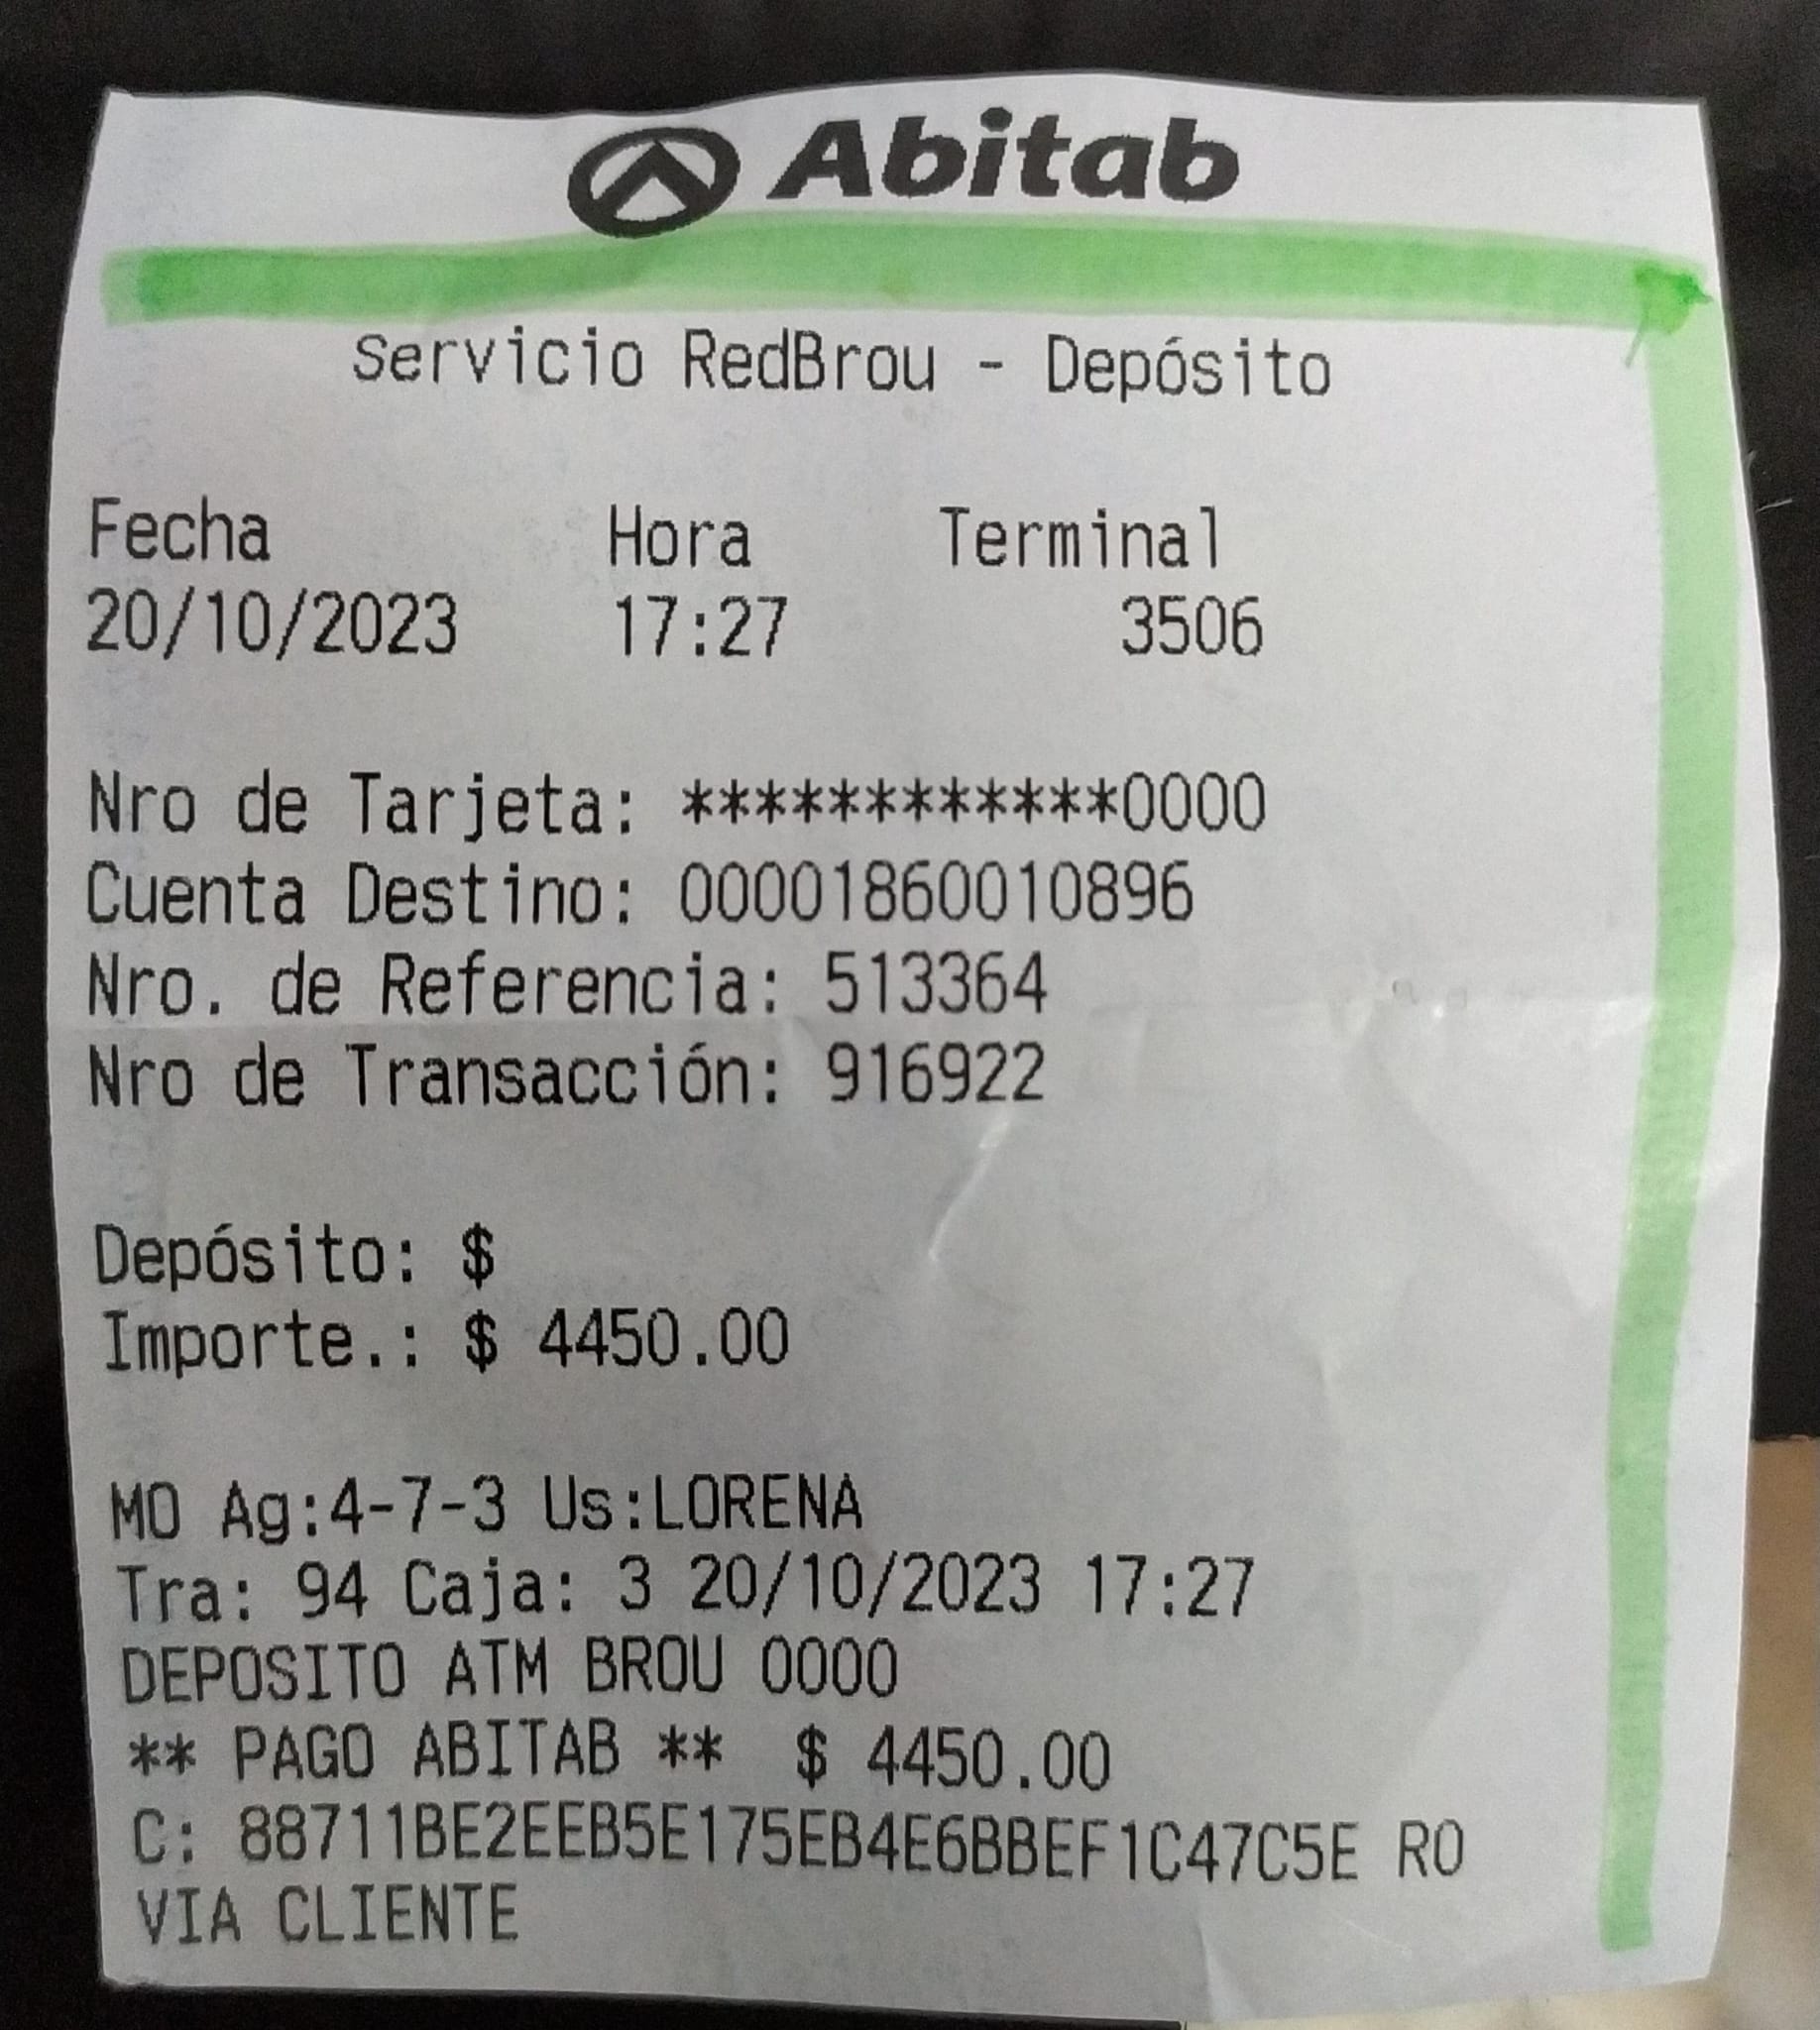 Abitab
Servicio RedBrou - Depósito
Fecha Hora Terminal
20/10/2023 17:27 3506
Nro de Tarjeta: ************0000
Cuenta Destino: 00001860010896
Nro. de Referencia: 513364
Nro de Transacción: 916922
Depósito: $
Importe.: $ 4450.00
MO Ag:4-7-3 Us:LORENA
Tra: 94 Caja: 3 20/10/2023 17:27
DEPOSITO ATM BROU 0000
** PAGO ABITAB ** $ 4450.00
C: 88711BE2EEB5E175EB4E6BBEF1C47C5E RO
VIA CLIENTE